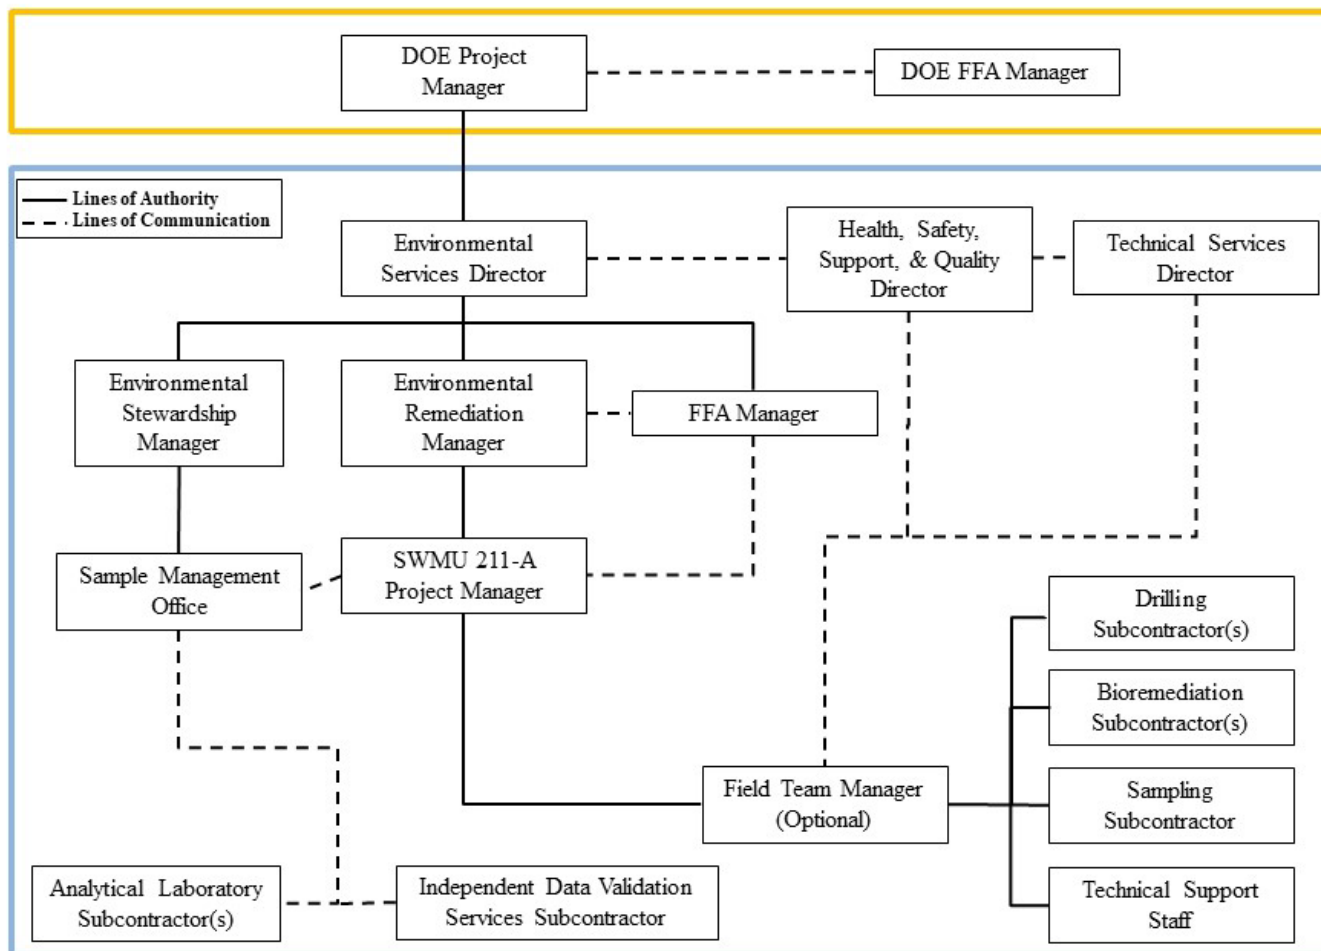 DOE Project
Manager
DOE FFA Manager
Lines of Authority
Lines of Communication
Environmental
Services Director
Health, Safety,
Support, & Quality
Director
Technical Services
Director
Environmental
Stewardship
Manager
Environmental
Remediation
Manager
FFA Manager
Sample Management
Office
SWMU 211-A
Project Manager
Drilling
Subcontractor(s)
Bioremediation
Subcontractor(s)
Field Team Manager
(Optional)
Sampling
Subcontractor
Analytical Laboratory
Subcontractor(s)
Independent Data Validation
Services Subcontractor
Technical Support
Staff